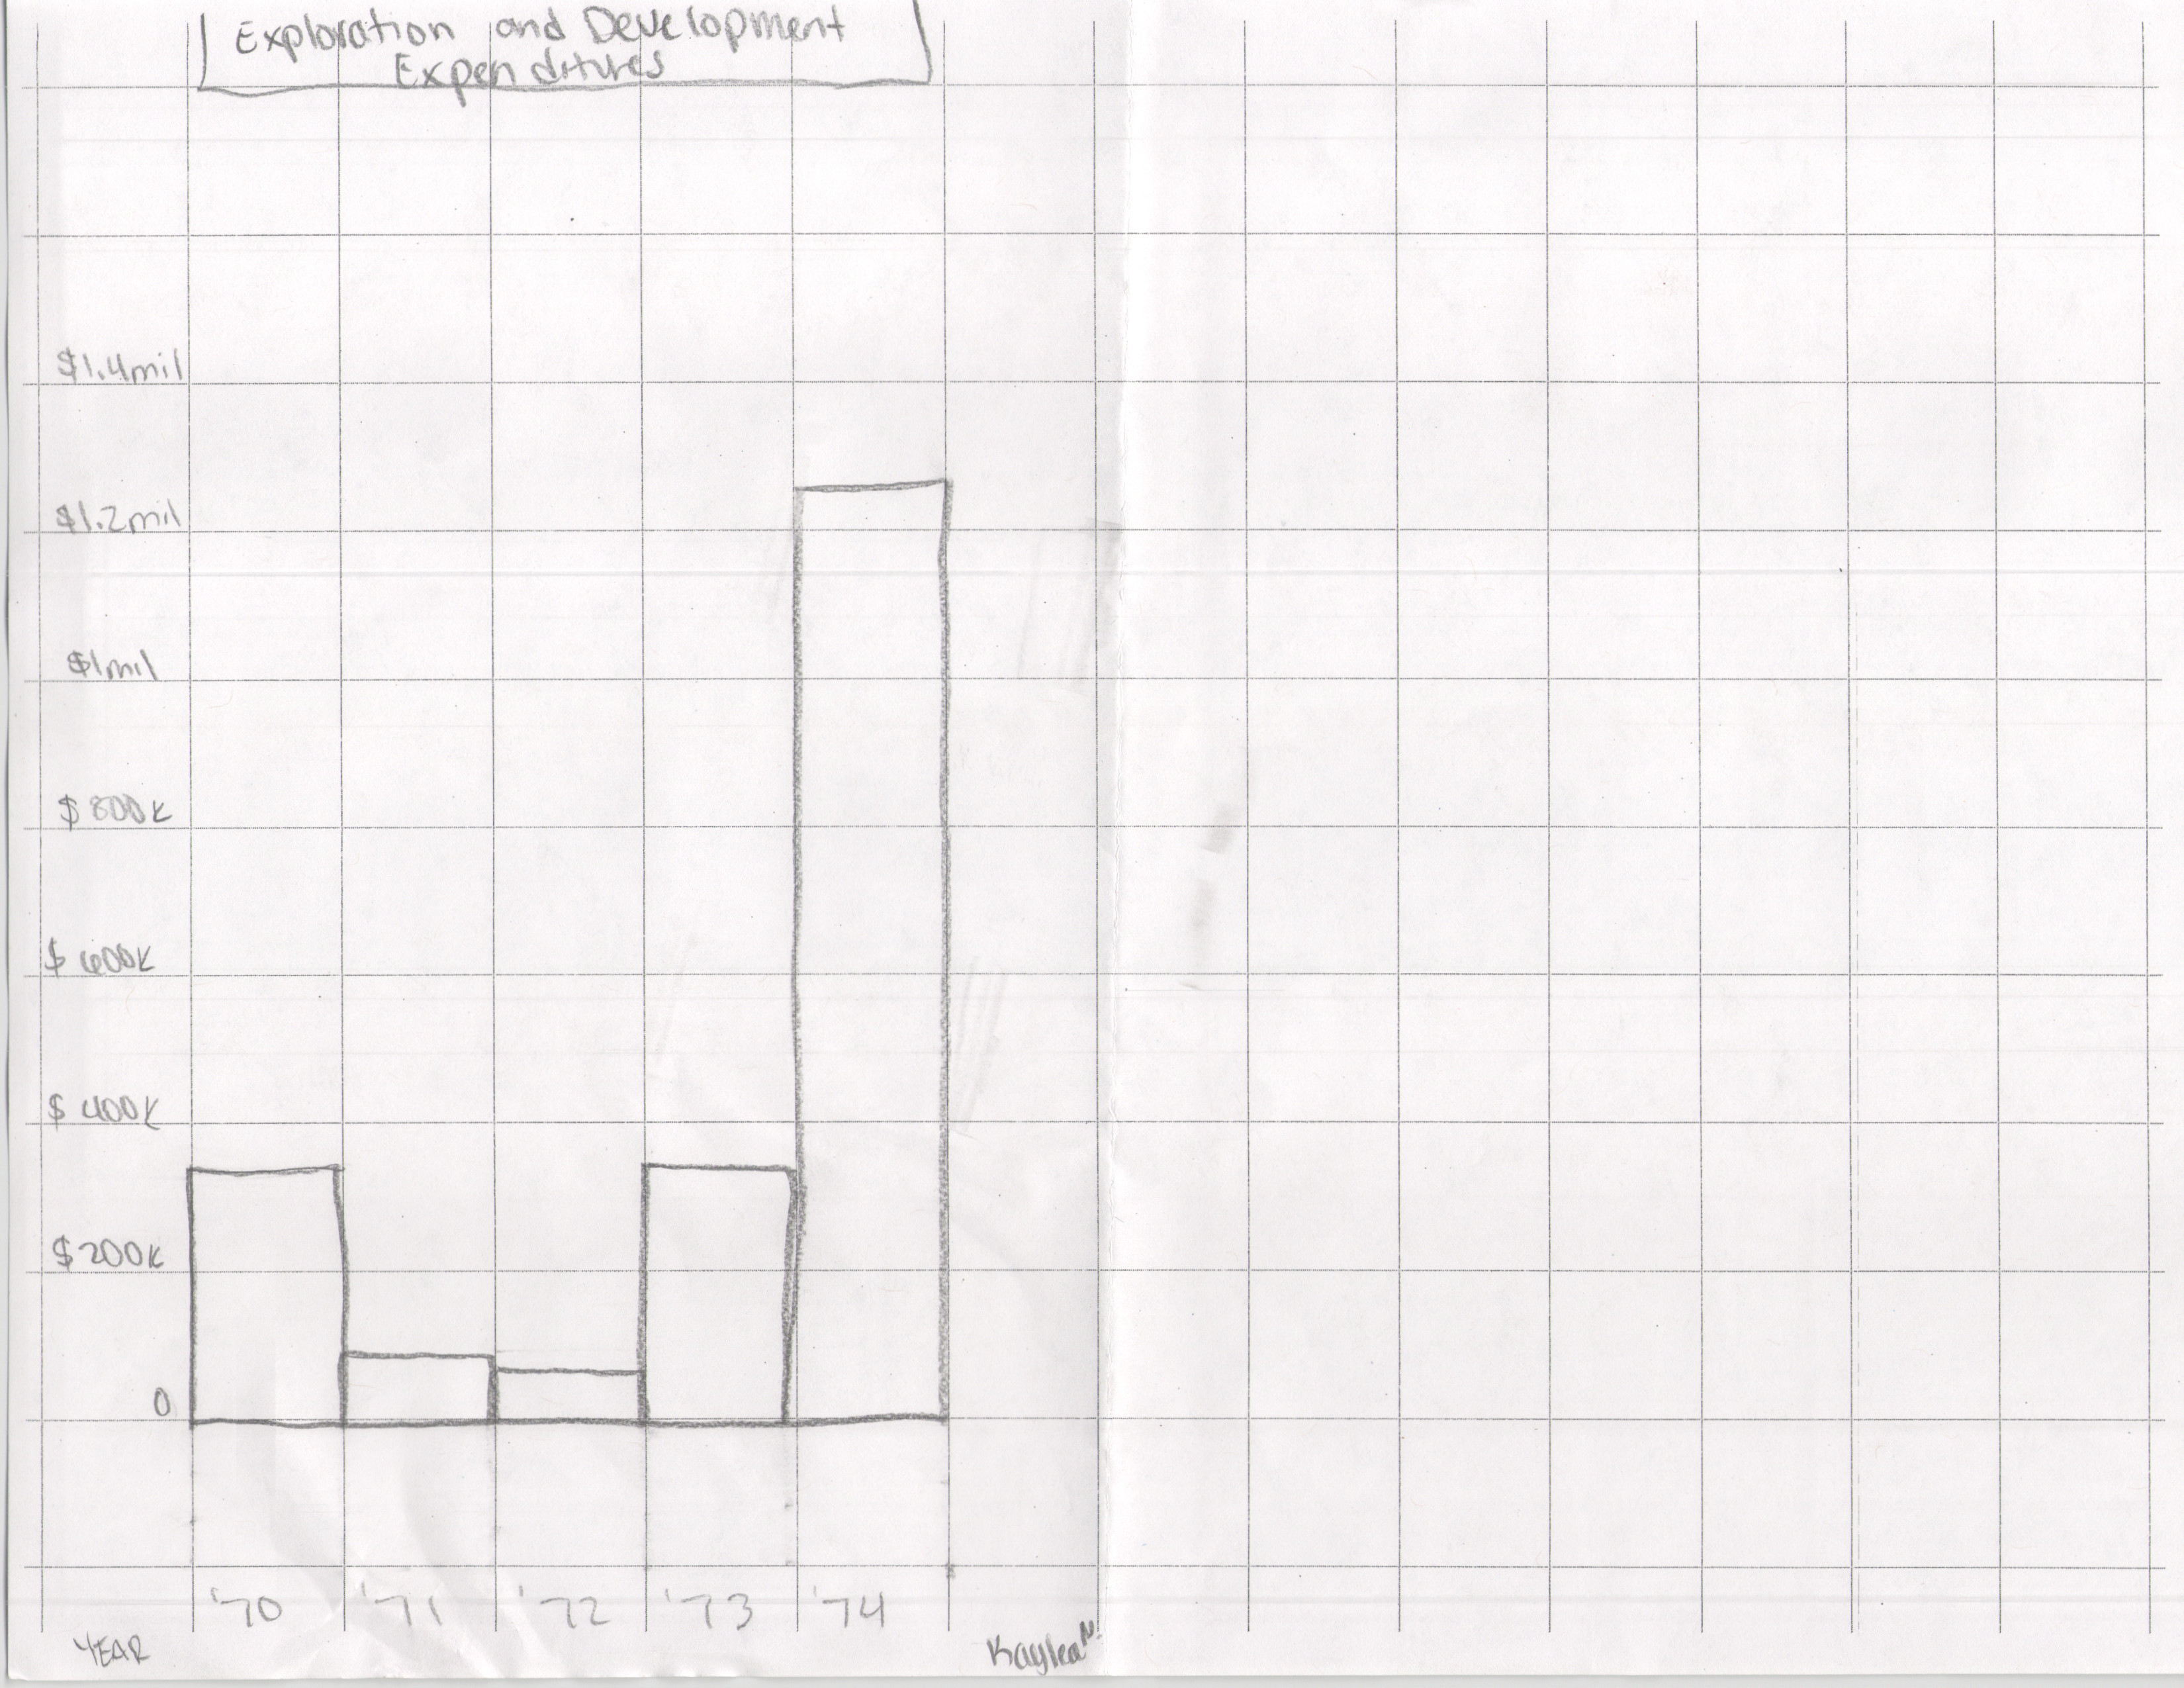 Exploration and Development
Expenditures
$1.4mil
$1.2mil
$1mil
$800K
$600K
$400K
$200K
0
'70 '71 '72 '73 '74
YEAR
Kaylea N.